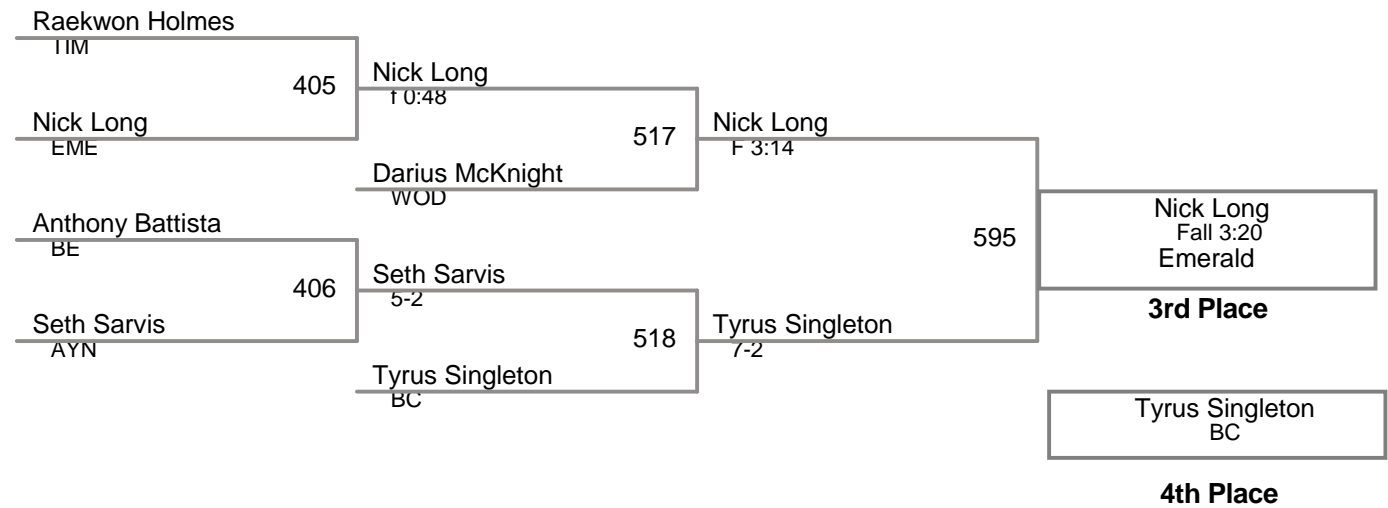 Raekwon Holmes
TIM
405
Nick Long
f 0:48
Nick Long
EME
517
Nick Long
F 3:14
Darius McKnight
WOD
Anthony Battista
BE
406
Seth Sarvis
5-2
Seth Sarvis
AYN
518
Tyrus Singleton
7-2
Tyrus Singleton
BC
595
Nick Long
Fall 3:20
Emerald
3rd Place
Tyrus Singleton
BC
4th Place